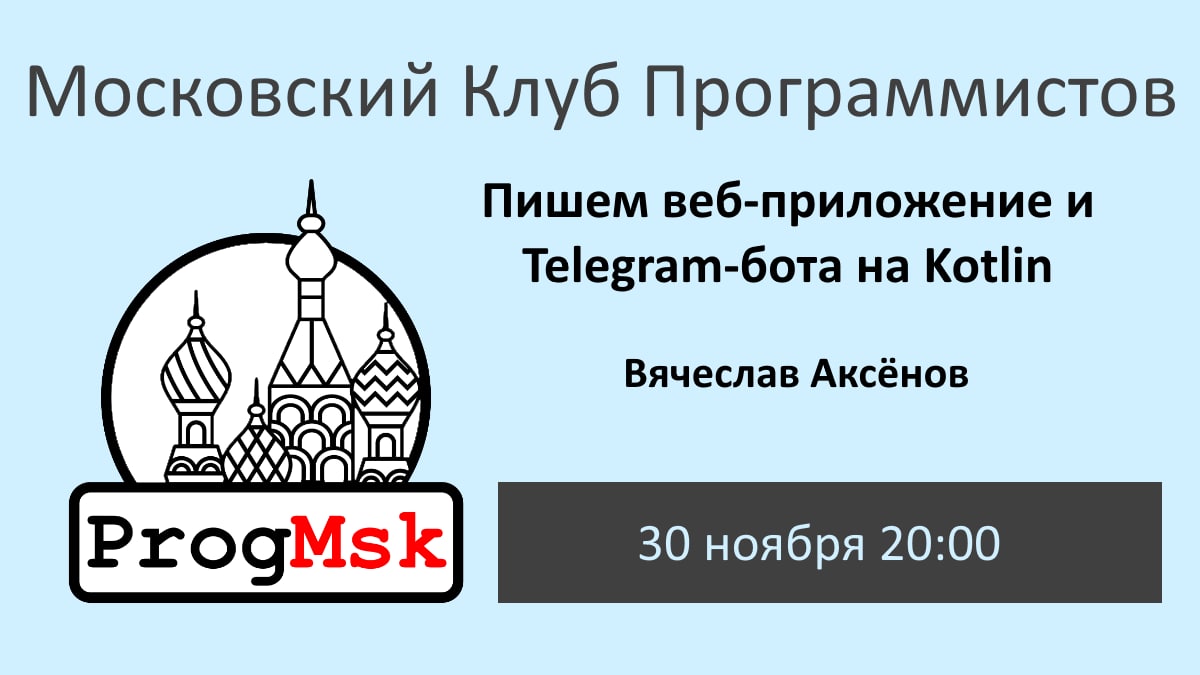 Московский Клуб Программистов
Пишем веб-приложение и
Telegram-бота на Kotlin
Вячеслав Аксёнов
ProgMsk
30 ноября 20:00